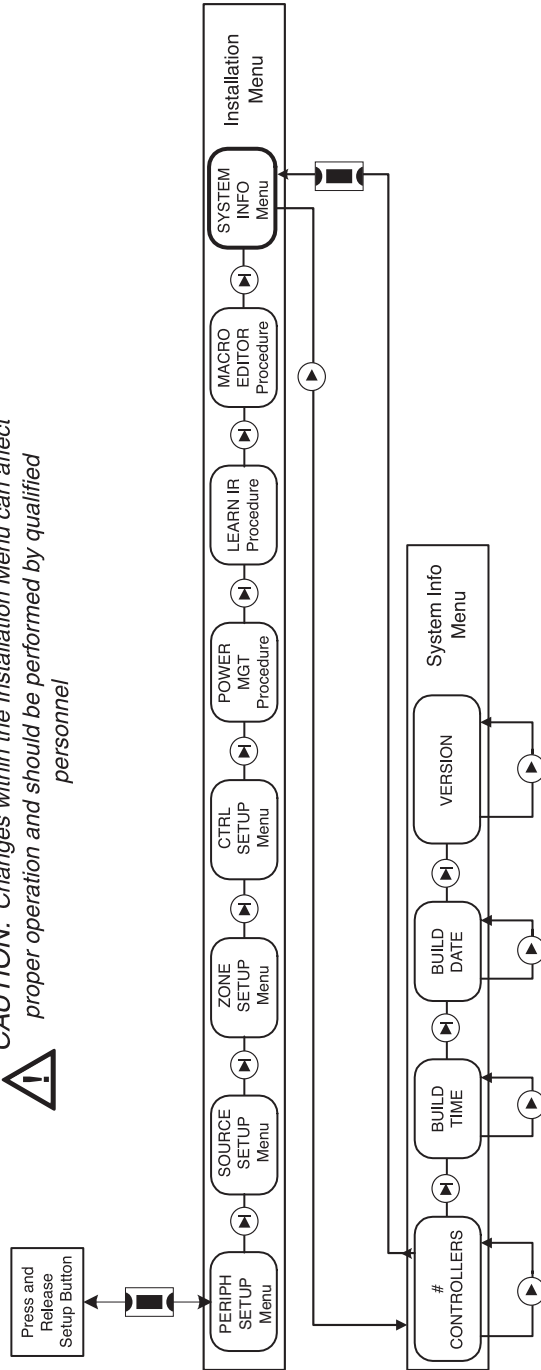 CAUTION: Changes within the Installation Menu can affect
proper operation and should be performed by qualified
personnel
Press and
Release
Setup Button
PERIPH
SETUP
Menu
SOURCE
SETUP
Menu
ZONE
SETUP
Menu
CTRL
SETUP
Menu
POWER
MGT
Procedure
LEARN IR
Procedure
MACRO
EDITOR
Procedure
SYSTEM
INFO
Menu
Installation
Menu
#
CONTROLLERS
BUILD
TIME
BUILD
DATE
VERSION
System Info
Menu